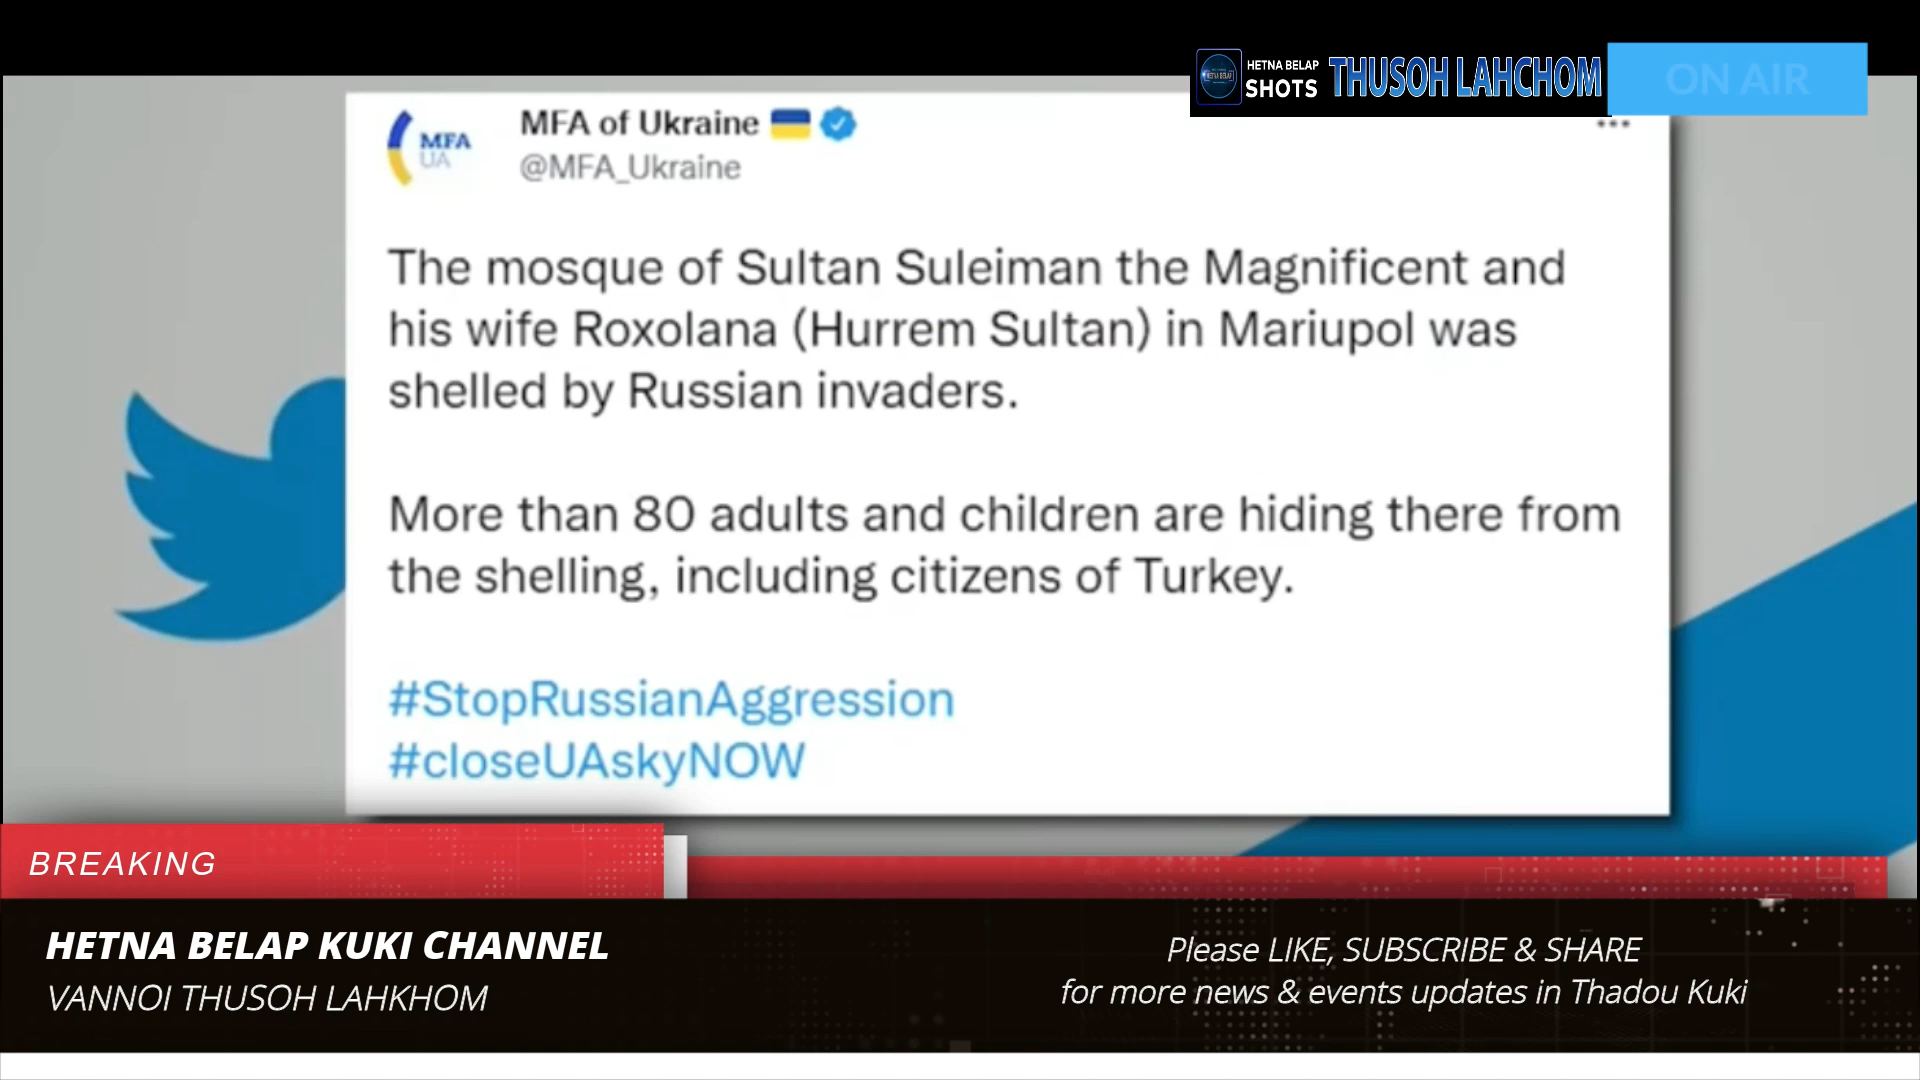 HETNA BELAP
SHOTS
THUSOH LAHCHOM
ON AIR
MFA
UA
MFA of Ukraine
@MFA_Ukraine
The mosque of Sultan Suleiman the Magnificent and
his wife Roxolana (Hurrem Sultan) in Mariupol was
shelled by Russian invaders.
More than 80 adults and children are hiding there from
the shelling, including citizens of Turkey.
#StopRussianAggression
#closeUAskyNOW
BREAKING
HETNA BELAP KUKI CHANNEL
VANNOI THUSOH LAHKHOM
Please LIKE, SUBSCRIBE & SHARE
for more news & events updates in Thadou Kuki